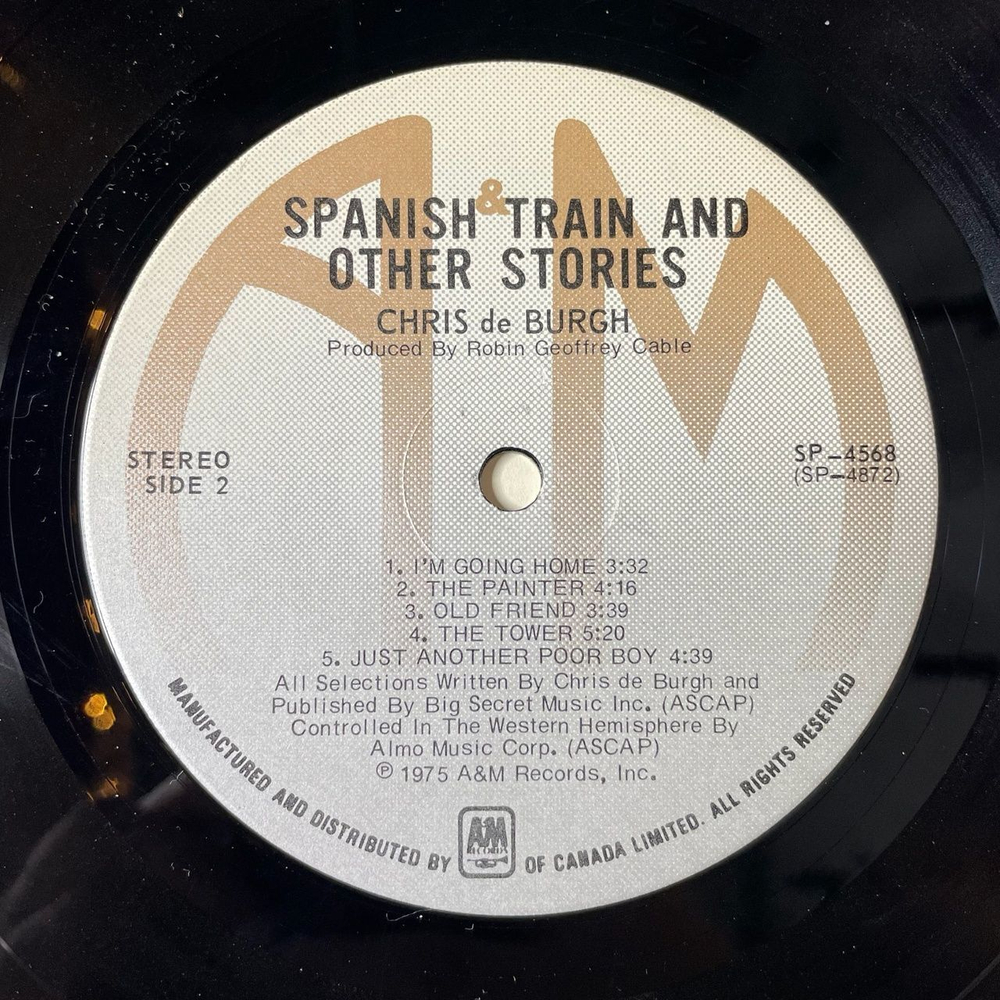 &
SPANISH TRAIN AND
OTHER STORIES
CHRIS de BURGH
Produced By Robin Geoffrey Cable
STEREO
SIDE 2
SP-4568
(SP-4872)
1. I'M GOING HOME 3:32
2. THE PAINTER 4:16
3. OLD FRIEND 3:39
4. THE TOWER 5:20
5. JUST ANOTHER POOR BOY 4:39
All Selections Written By Chris de Burgh and
Published By Big Secret Music Inc. (ASCAP)
Controlled In The Western Hemisphere By
Almo Music Corp. (ASCAP)
℗ 1975 A&M Records, Inc.
MANUFACTURED AND DISTRIBUTED BY A&M RECORDS OF CANADA LIMITED. ALL RIGHTS RESERVED